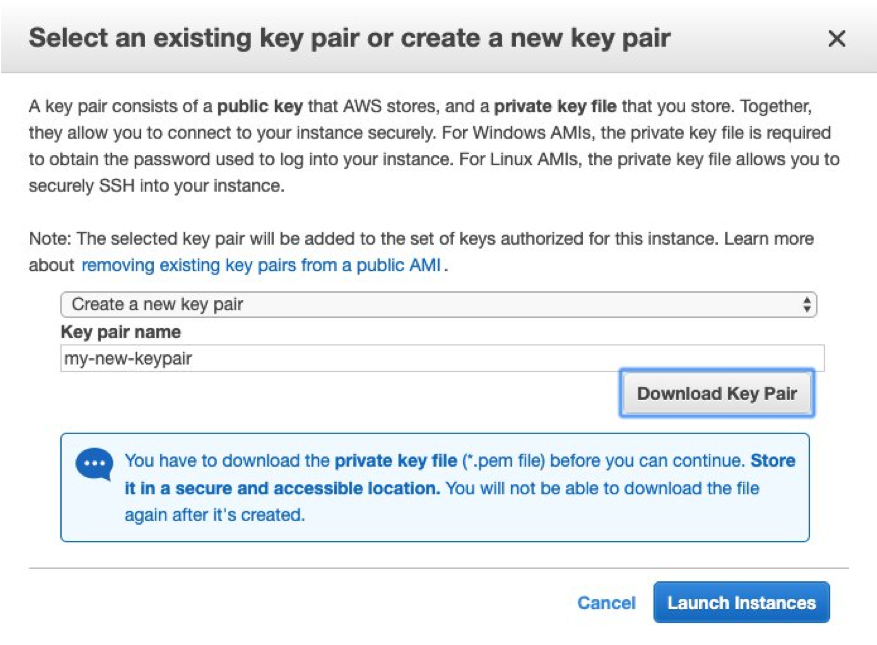 Select an existing key pair or create a new key pair
A key pair consists of a public key that AWS stores, and a private key file that you store. Together,
they allow you to connect to your instance securely. For Windows AMIs, the private key file is required
to obtain the password used to log into your instance. For Linux AMIs, the private key file allows you to
securely SSH into your instance.
Note: The selected key pair will be added to the set of keys authorized for this instance. Learn more
about removing existing key pairs from a public AMI.
Create a new key pair
Key pair name
my-new-keypair
Download Key Pair
You have to download the private key file (*.pem file) before you can continue. Store
it in a secure and accessible location. You will not be able to download the file
again after it's created.
Cancel
Launch Instances